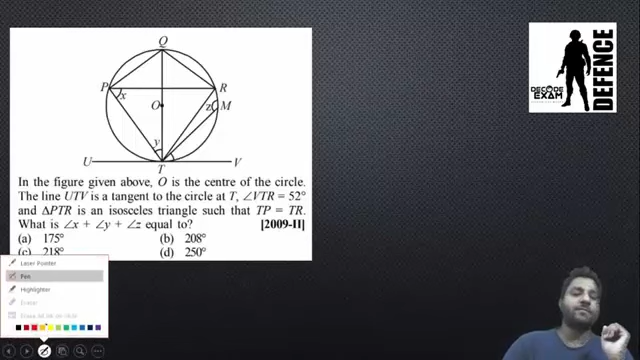 Q
P
R
x
O
z
M
y
U
T
V
In the figure given above, O is the centre of the circle.
The line UTV is a tangent to the circle at T, ∠VTR = 52°
and ΔPTR is an isosceles triangle such that TP = TR.
What is ∠x + ∠y + ∠z equal to? [2009-II]
(a) 175° (b) 208°
(c) 218° (d) 250°
Laser Pointer
Pen
Highlighter
Eraser
DECODE
EXAM
DEFENCE